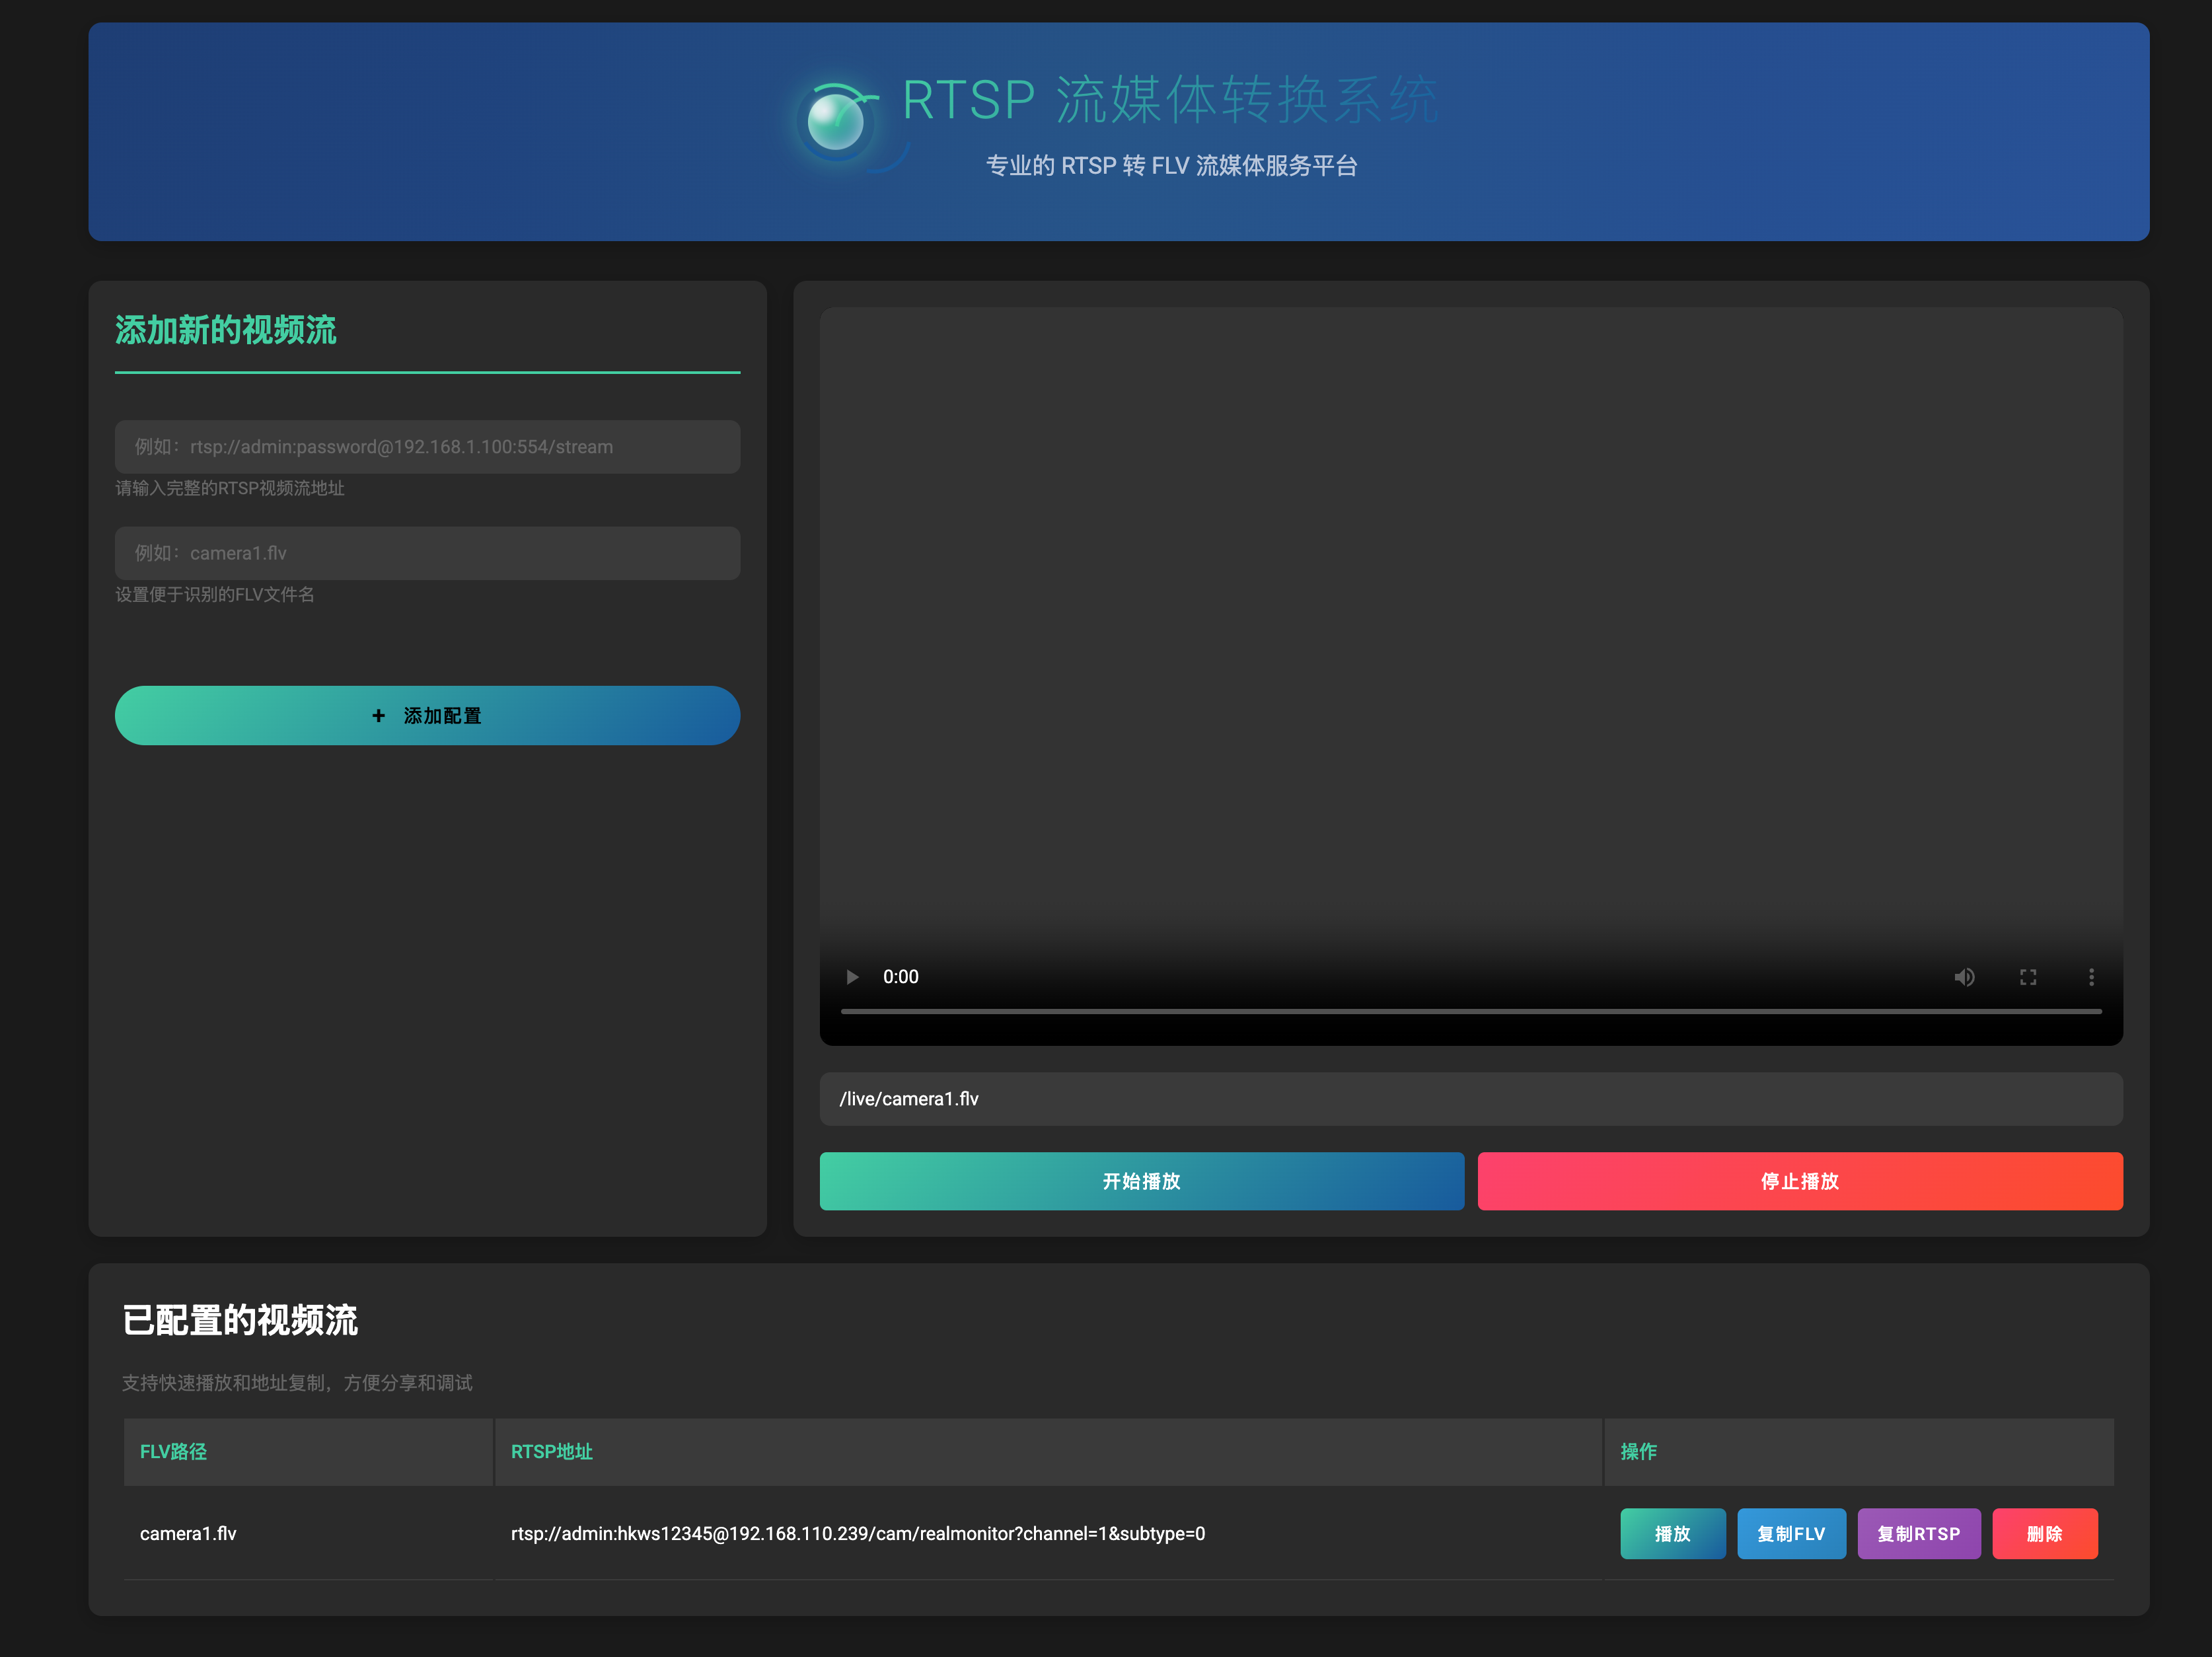 RTSP 流媒体转换系统
专业的 RTSP 转 FLV 流媒体服务平台
添加新的视频流
例如：rtsp://admin:password@192.168.1.100:554/stream
请输入完整的RTSP视频流地址
例如：camera1.flv
设置便于识别的FLV文件名
+ 添加配置
0:00
/live/camera1.flv
开始播放 停止播放
已配置的视频流
支持快速播放和地址复制，方便分享和调试
FLV路径 RTSP地址 操作
camera1.flv rtsp://admin:hkws12345@192.168.110.239/cam/realmonitor?channel=1&subtype=0 播放 复制FLV 复制RTSP 删除